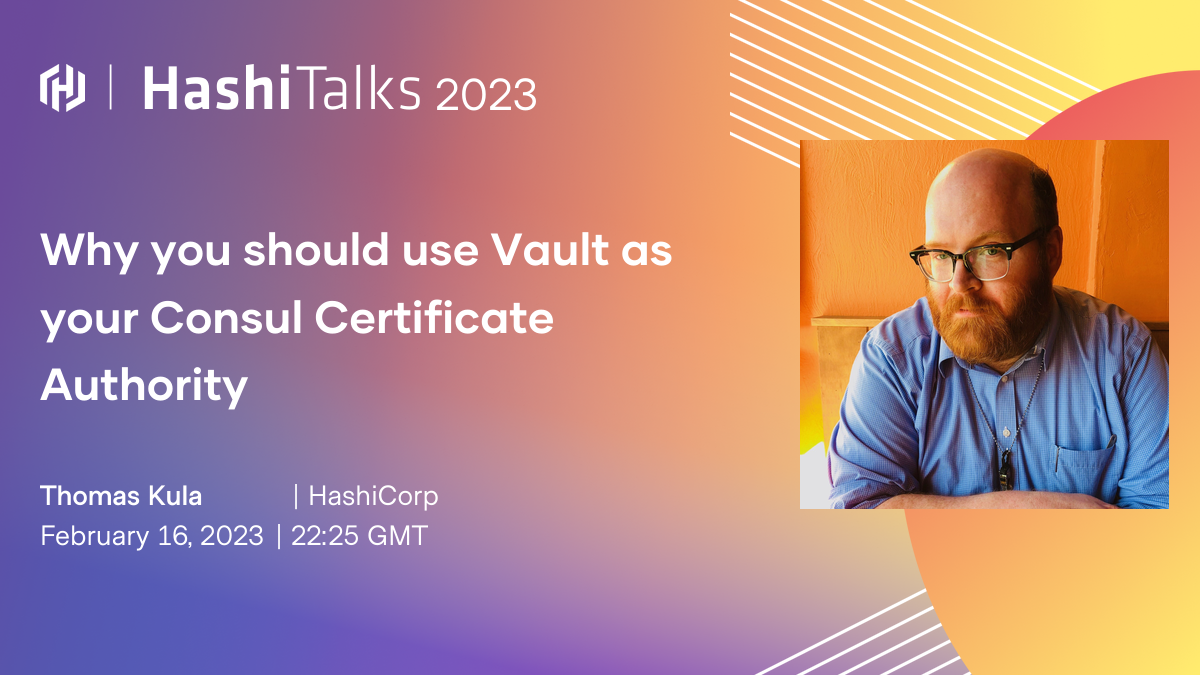 HashiTalks 2023
Why you should use Vault as
your Consul Certificate
Authority
Thomas Kula | HashiCorp
February 16, 2023 | 22:25 GMT